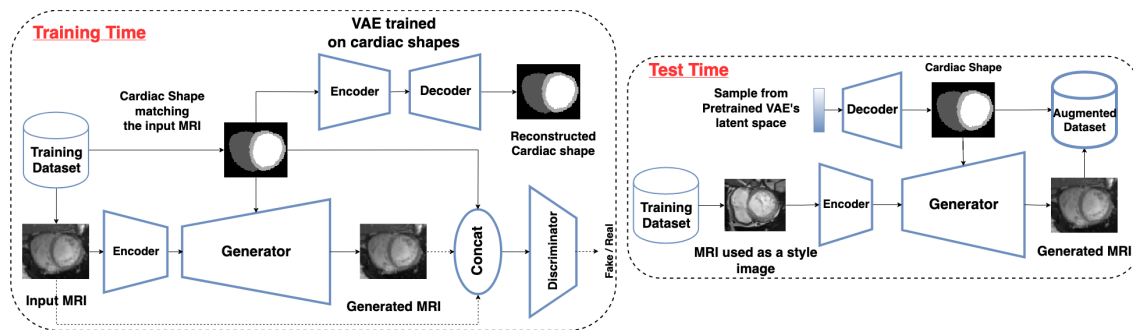 Training Time
VAE trained
on cardiac shapes
Cardiac Shape
matching
the input MRI
Encoder
Decoder
Reconstructed
Cardiac shape
Training
Dataset
Encoder
Generator
Concat
Discriminator
Fake / Real
Input MRI
Generated MRI
Test Time
Sample from
Pretrained VAE's
latent space
Decoder
Cardiac Shape
Augmented
Dataset
Training
Dataset
Encoder
Generator
MRI used as a style
image
Generated MRI